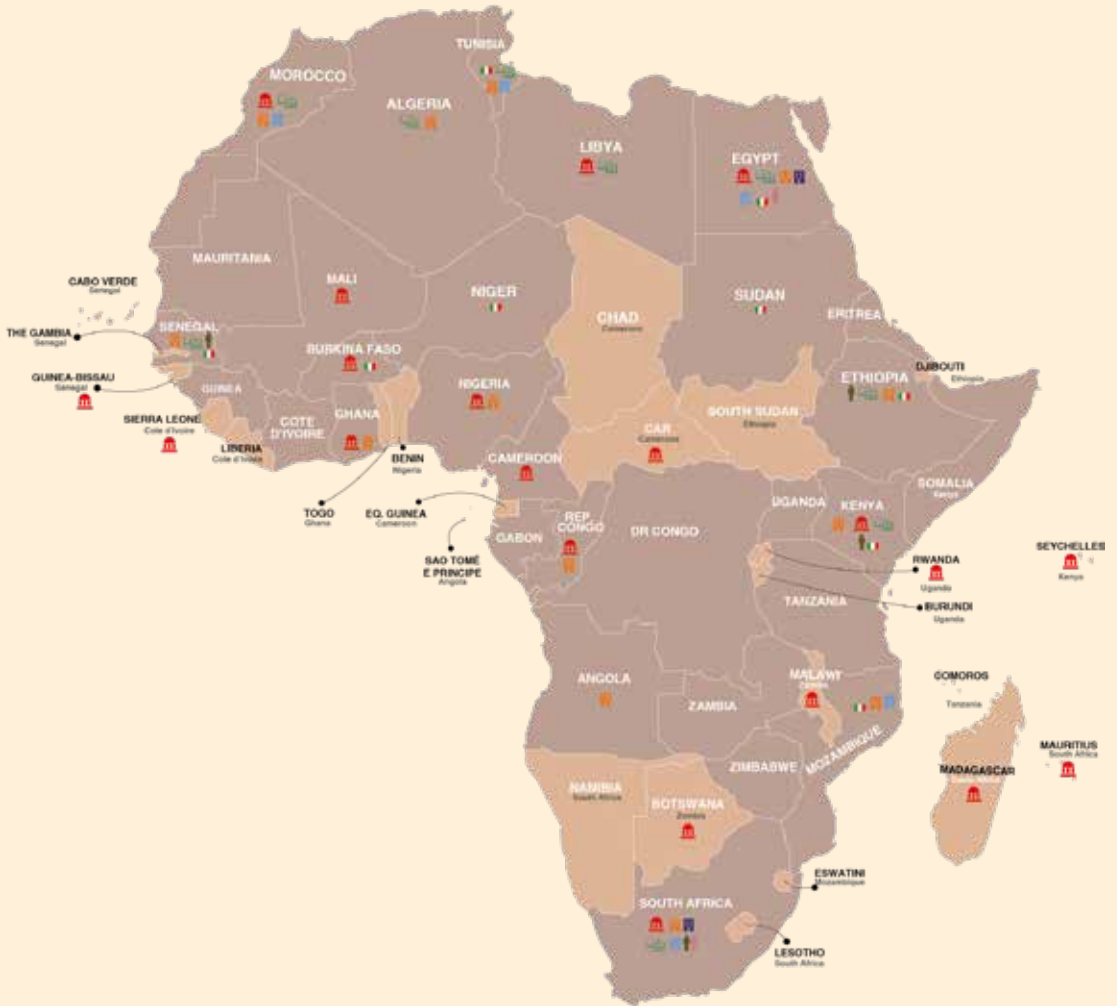 TUNISIA
MOROCCO
ALGERIA
LIBYA
EGYPT
MAURITANIA
MALI
NIGER
CHAD
Cameroon
SUDAN
ERITREA
CABO VERDE
Senegal
THE GAMBIA
Senegal
SENEGAL
GUINEA-BISSAU
Senegal
GUINEA
BURKINA FASO
NIGERIA
DJIBOUTI
Ethiopia
ETHIOPIA
SIERRA LEONE
Cote d'Ivoire
LIBERIA
Cote d'Ivoire
COTE
D'IVOIRE
GHANA
BENIN
Nigeria
TOGO
Ghana
CAMEROON
CAR
Cameroon
SOUTH SUDAN
Ethiopia
SOMALIA
Kenya
EQ. GUINEA
Cameroon
SAO TOMÉ
E PRINCIPE
Angola
GABON
REP.
CONGO
DR CONGO
UGANDA
KENYA
RWANDA
Uganda
SEYCHELLES
Kenya
BURUNDI
Uganda
TANZANIA
ANGOLA
ZAMBIA
MALAWI
Zambia
MOZAMBIQUE
COMOROS
Tanzania
ZIMBABWE
MADAGASCAR
MAURITIUS
South Africa
NAMIBIA
South Africa
BOTSWANA
Zambia
ESWATINI
Mozambique
SOUTH AFRICA
LESOTHO
South Africa